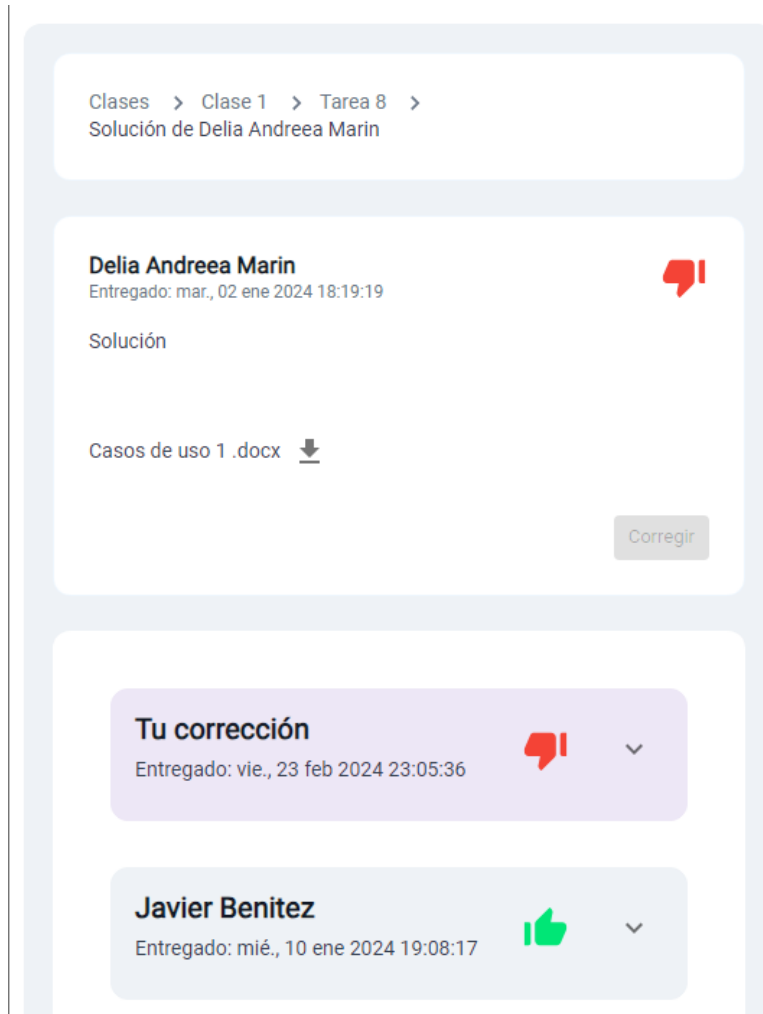 Clases > Clase 1 > Tarea 8 >
Solución de Delia Andreea Marin
Delia Andreea Marin
Entregado: mar., 02 ene 2024 18:19:19
Solución
Casos de uso 1 .docx
Corregir
Tu corrección
Entregado: vie., 23 feb 2024 23:05:36
Javier Benitez
Entregado: mié., 10 ene 2024 19:08:17